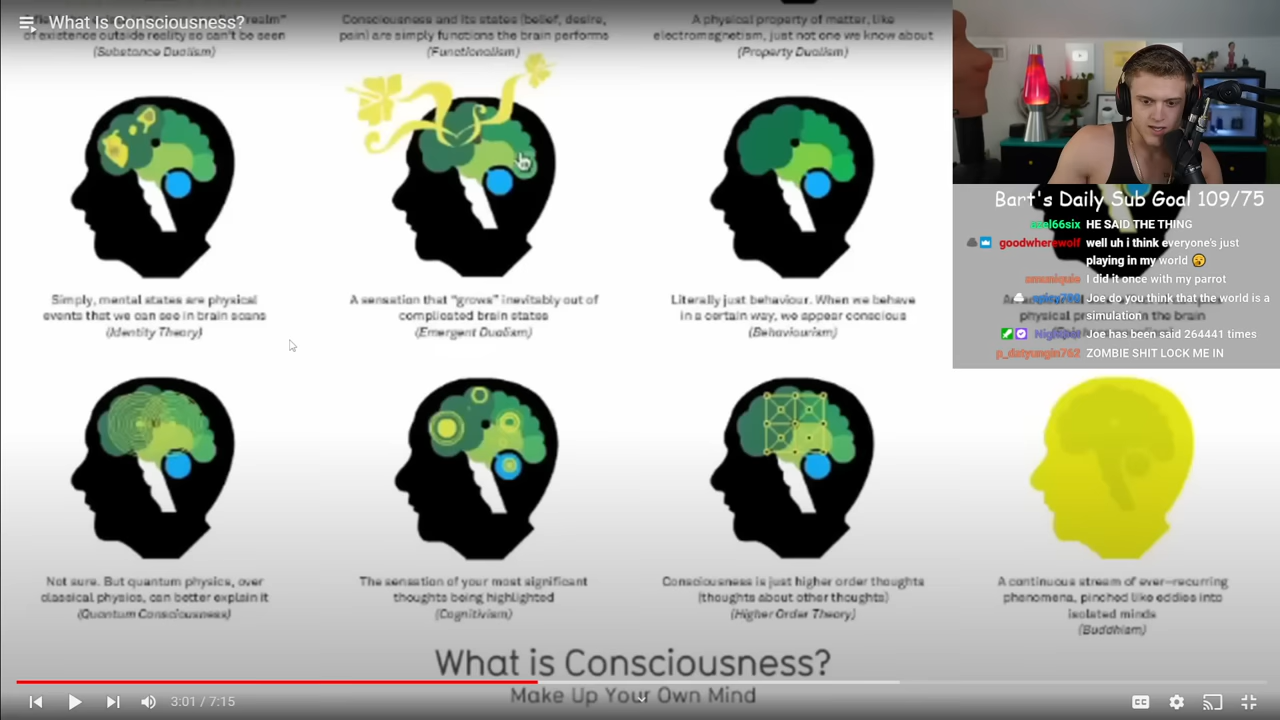 What Is Consciousness?
realm"
of existence outside reality so can't be seen
(Substance Dualism)
Consciousness and its states (belief, desire,
pain) are simply functions the brain performs
(Functionalism)
A physical property of matter, like
electromagnetism, just not one we know about
(Property Dualism)
Simply, mental states are physical
events that we can see in brain scans
(Identity Theory)
A sensation that "grows" inevitably out of
complicated brain states
(Emergent Dualism)
Literally just behaviour. When we behave
in a certain way, we appear conscious
(Behaviourism)
Bart's Daily Sub Goal 109/75
HE SAID THE THING
goodwherewolf well uh i think everyone's just
playing in my world
I did it once with my parrot
Joe do you think that the world is a
simulation
Joe has been said 264441 times
p_dutyungin762 ZOMBIE SHIT LOCK ME IN
physical pr in the brain
Not sure. But quantum physics, over
classical physics, can better explain it
(Quantum Consciousness)
The sensation of your most significant
thoughts being highlighted
(Cognitivism)
Consciousness is just higher order thoughts
(thoughts about other thoughts)
(Higher Order Theory)
A continuous stream of ever-recurring
phenomena, pinched like eddies into
isolated minds
(Buddhism)
What is Consciousness?
Make Up Your Own Mind
3:01 / 7:15
CC